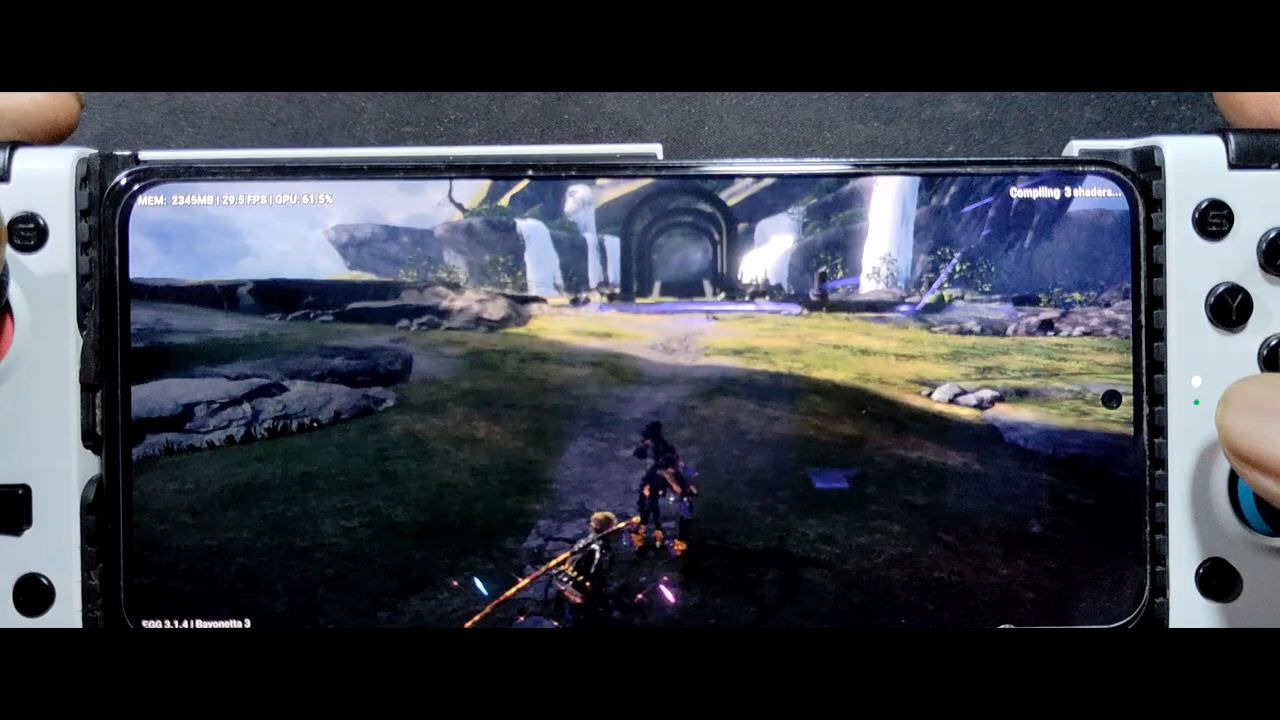 MEM: 2345MB | 29.5 FPS | GPU: 61.5%
Compiling 3 shaders...
Y
EGG 3.1.4 | Bayonetta 3